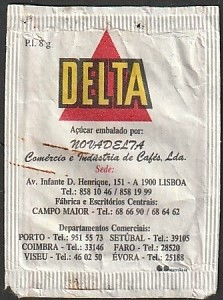 P.I. 8 g
DELTA
Açúcar embalado por:
NOVADELTA
Comércio e Indústria de Cafés, Lda.
Sede:
Av. Infante D. Henrique, 151 - A 1900 LISBOA
Tel.: 858 10 46 / 858 19 99
Fábrica e Escritórios Centrais:
CAMPO MAIOR - Tel.: 68 66 90 / 68 64 62
Departamentos Comerciais:
PORTO - Tel.: 951 55 73 SETÚBAL - Tel.: 39105
COIMBRA - Tel.: 33146 FARO - Tel.: 28520
VISEU - Tel.: 46 02 50 ÉVORA - Tel.: 25188